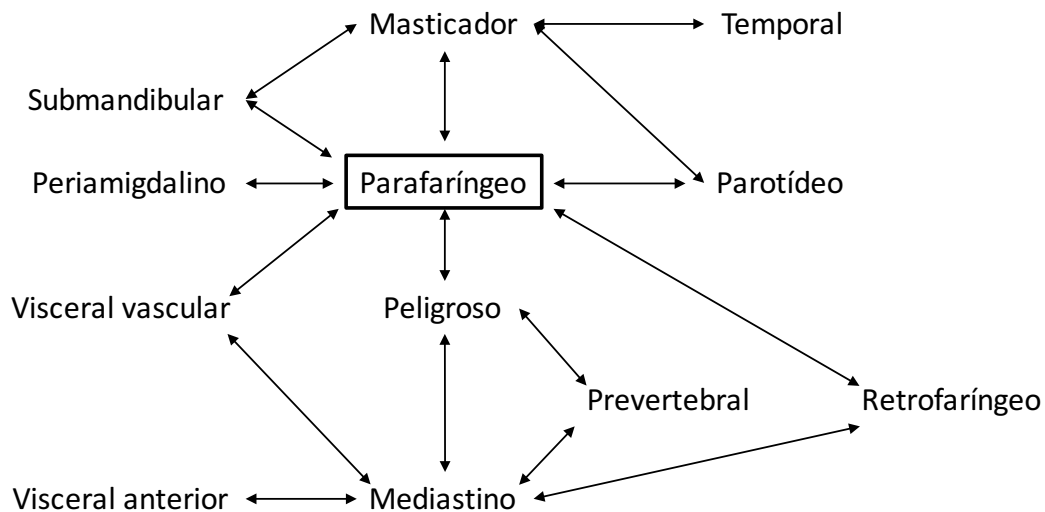 Masticador
Temporal
Submandibular
Periamigdalino
Parafaríngeo
Parotídeo
Visceral vascular
Peligroso
Prevertebral
Retrofaríngeo
Visceral anterior
Mediastino